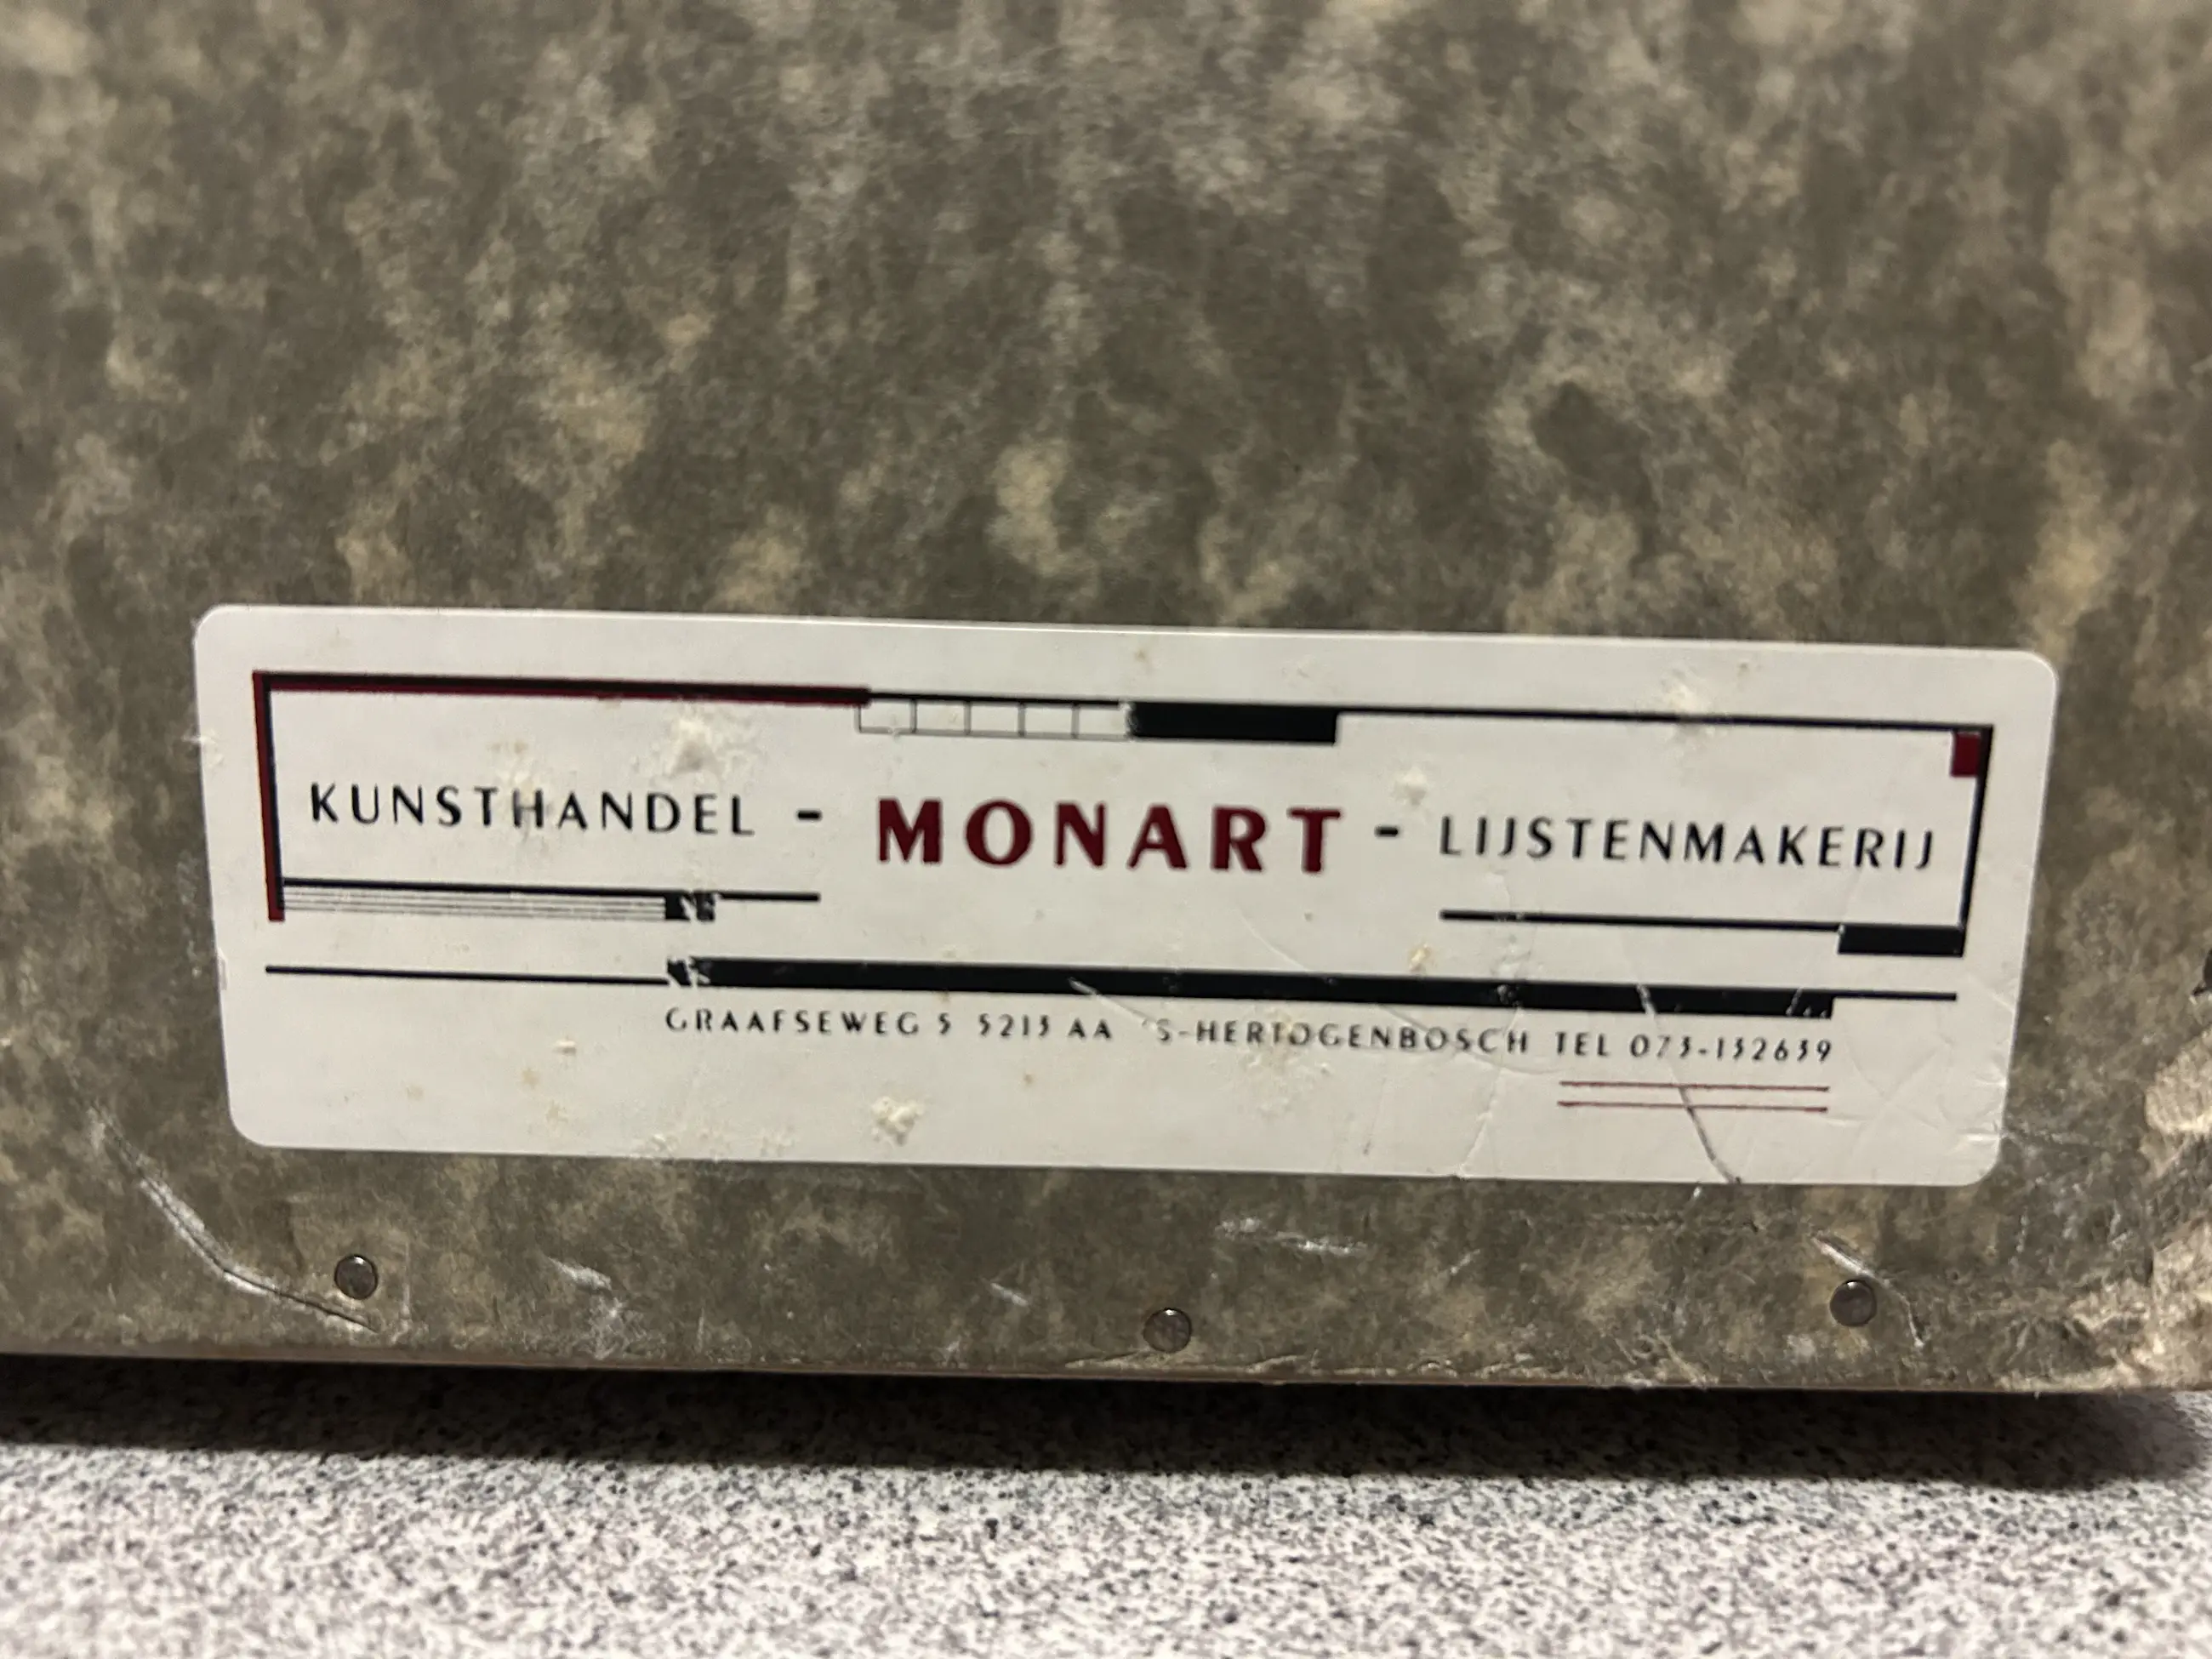 KUNSTHANDEL - MONART - LIJSTENMAKERIJ
GRAAFSEWEG 5 5213 AA 'S-HERTOGENBOSCH TEL 073-132639